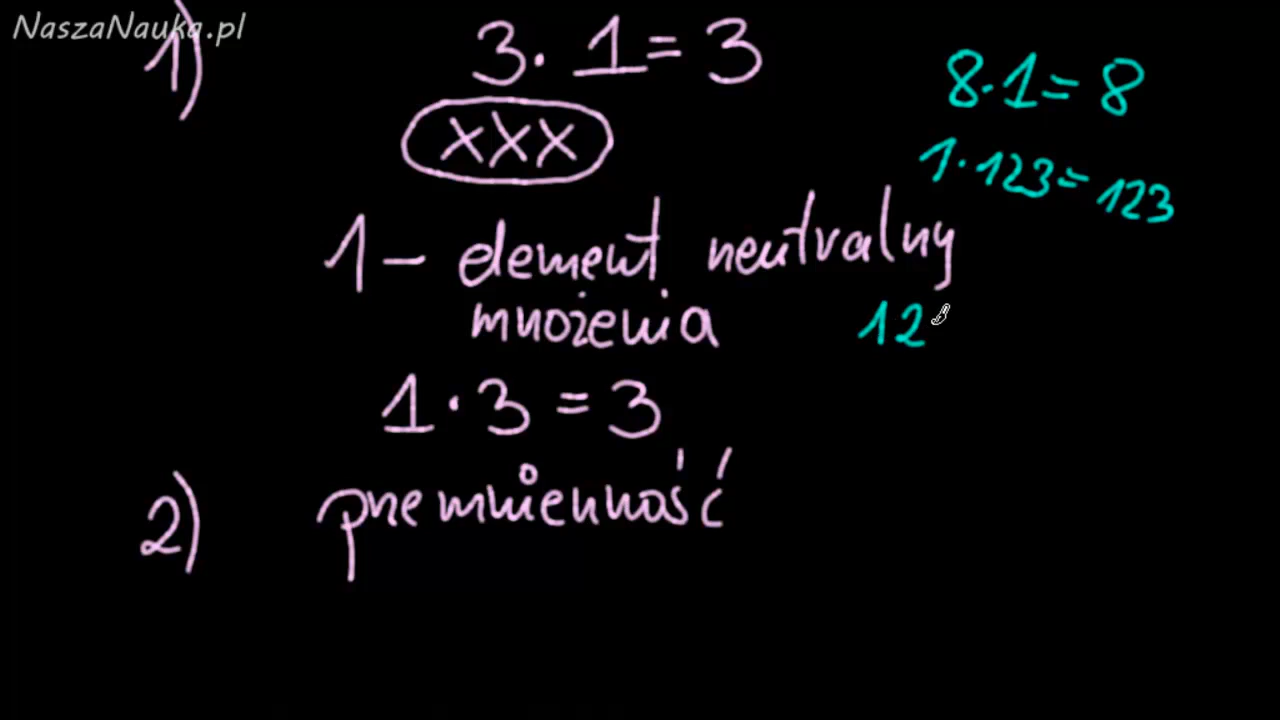 NaszaNauka.pl
1) 3 · 1 = 3
8 · 1 = 8
xxx
1 · 123 = 123
1 – element neutralny
mnożenia
12
1 · 3 = 3
2) przemienność